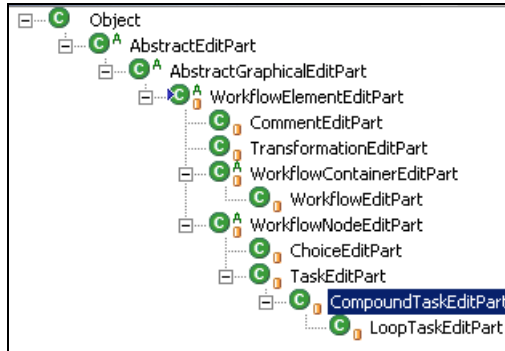 Object
AbstractEditPart
AbstractGraphicalEditPart
WorkflowElementEditPart
CommentEditPart
TransformationEditPart
WorkflowContainerEditPart
WorkflowEditPart
WorkflowNodeEditPart
ChoiceEditPart
TaskEditPart
CompoundTaskEditPart
LoopTaskEditPart